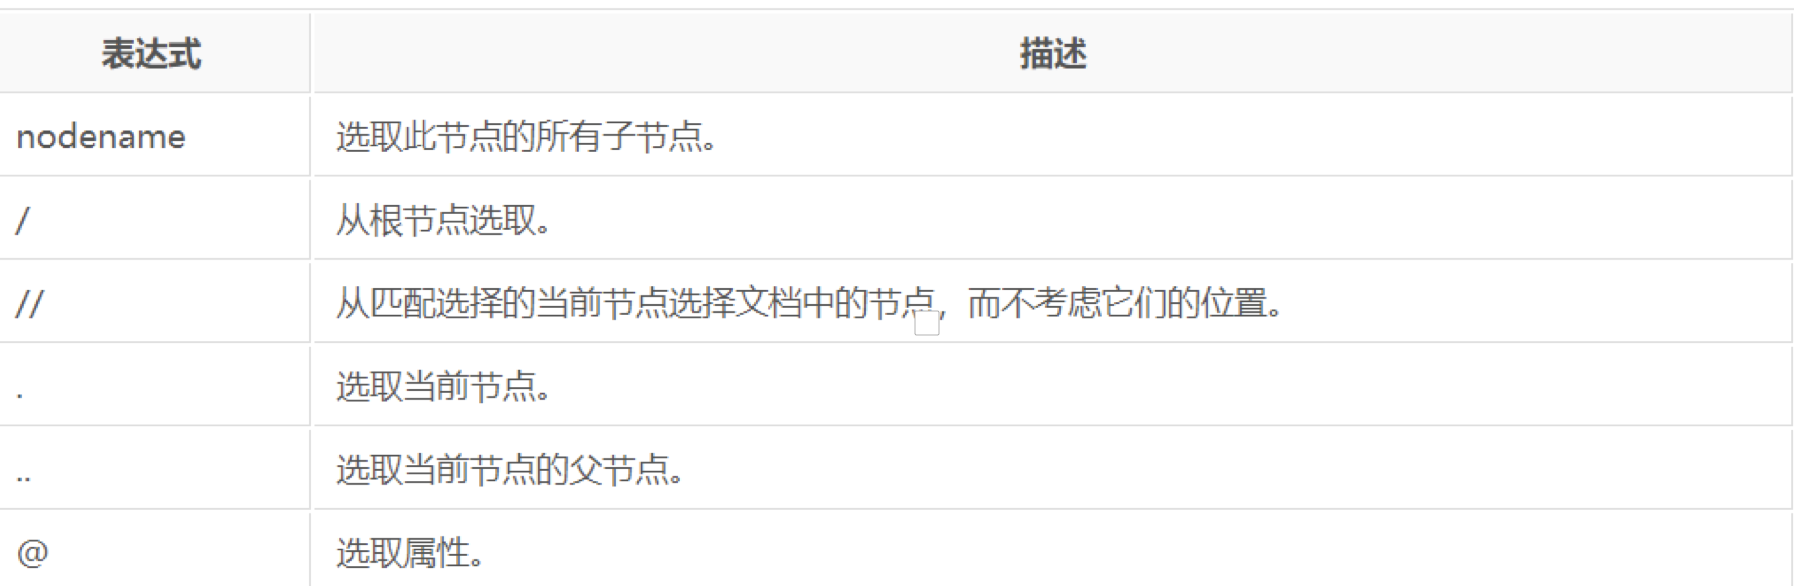 表达式 描述
nodename 选取此节点的所有子节点。
/ 从根节点选取。
// 从匹配选择的当前节点选择文档中的节点，而不考虑它们的位置。
. 选取当前节点。
.. 选取当前节点的父节点。
@ 选取属性。